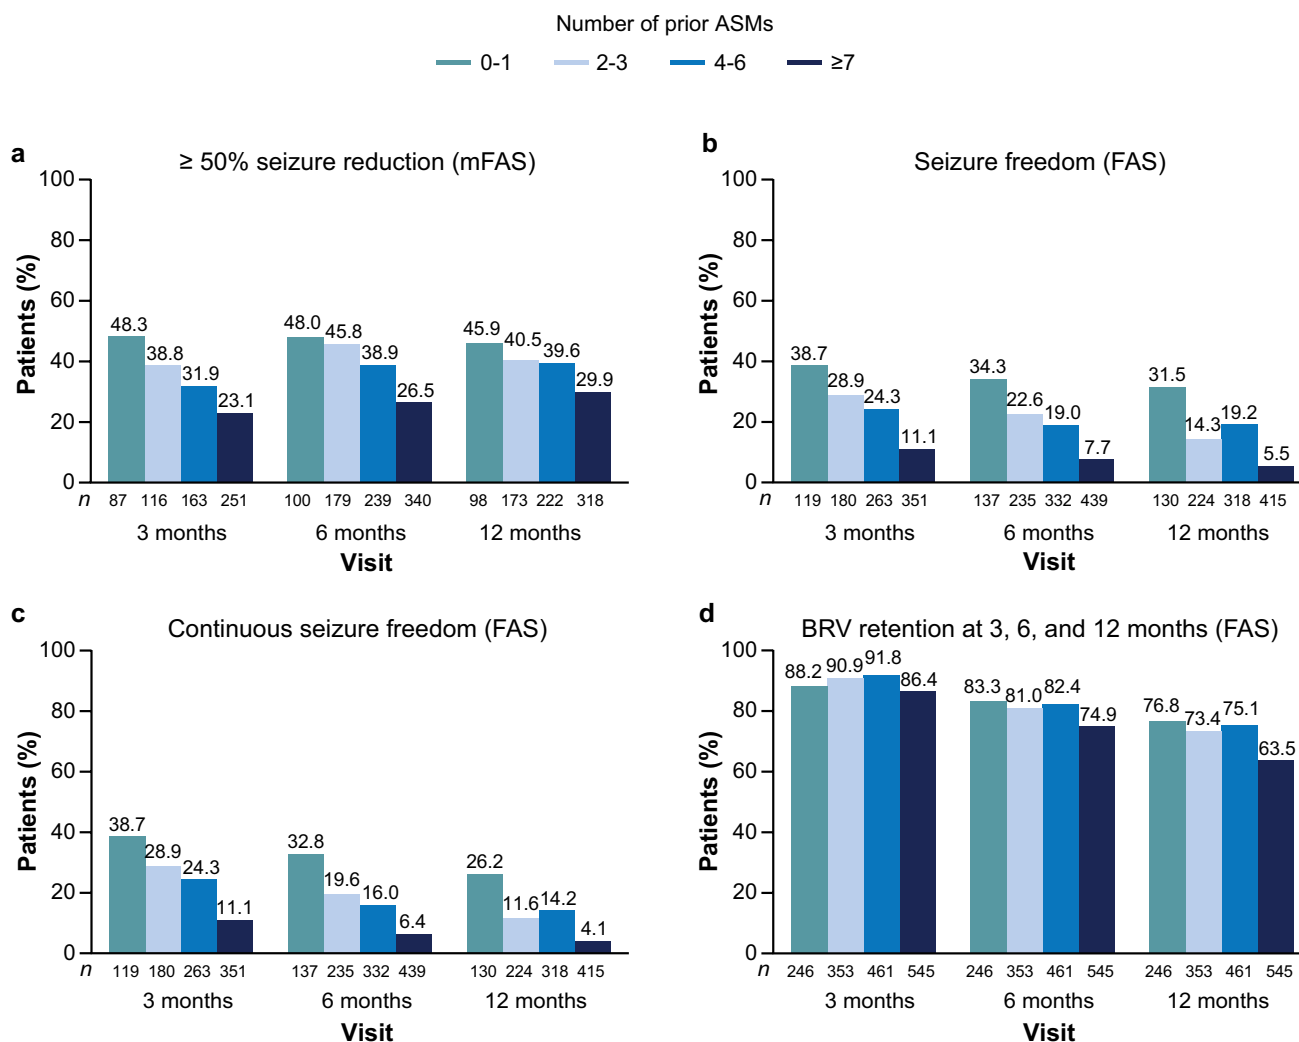 Number of prior ASMs
0-1 2-3 4-6 ≥7
a
≥ 50% seizure reduction (mFAS)
Patients (%)
100
80
60
40
20
0
48.3 38.8 31.9 23.1
48.0 45.8 38.9 26.5
45.9 40.5 39.6 29.9
n 87 116 163 251 100 179 239 340 98 173 222 318
3 months 6 months 12 months
Visit
b
Seizure freedom (FAS)
Patients (%)
100
80
60
40
20
0
38.7 28.9 24.3 11.1
34.3 22.6 19.0 7.7
31.5 14.3 19.2 5.5
n 119 180 263 351 137 235 332 439 130 224 318 415
3 months 6 months 12 months
Visit
c
Continuous seizure freedom (FAS)
Patients (%)
100
80
60
40
20
0
38.7 28.9 24.3 11.1
32.8 19.6 16.0 6.4
26.2 11.6 14.2 4.1
n 119 180 263 351 137 235 332 439 130 224 318 415
3 months 6 months 12 months
Visit
d
BRV retention at 3, 6, and 12 months (FAS)
Patients (%)
100
80
60
40
20
0
88.2 90.9 91.8 86.4
83.3 81.0 82.4 74.9
76.8 73.4 75.1 63.5
n 246 353 461 545 246 353 461 545 246 353 461 545
3 months 6 months 12 months
Visit